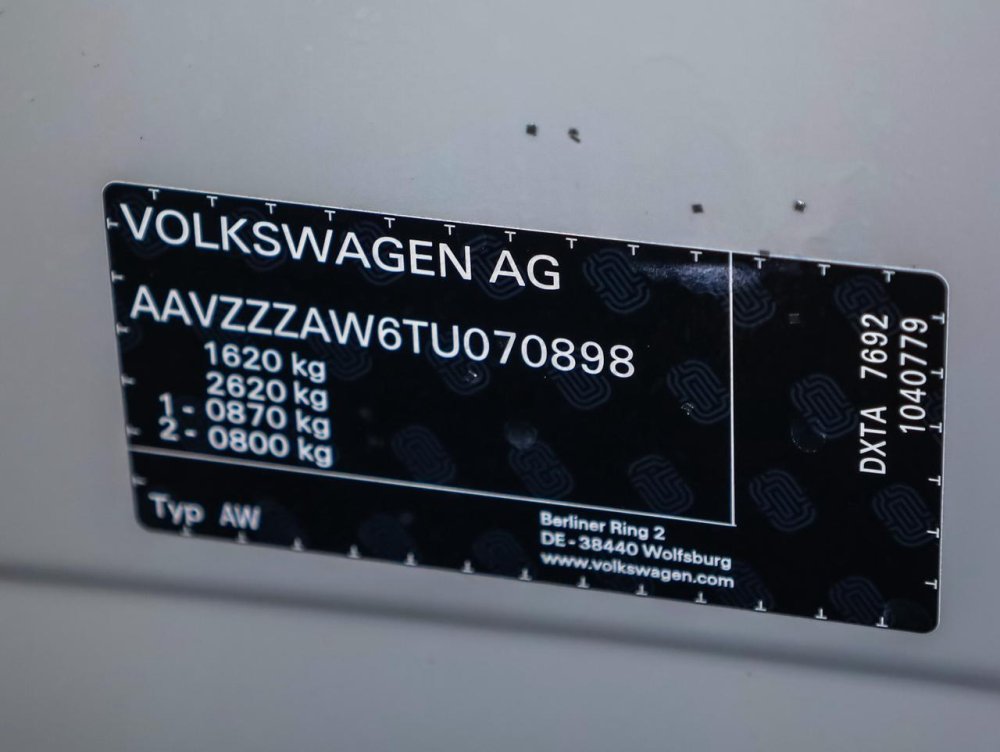 VOLKSWAGEN AG
AAVZZZAW6TU070898
1620 kg
2620 kg
1 - 0870 kg
2 - 0800 kg
Typ AW
Berliner Ring 2
DE - 38440 Wolfsburg
www.volkswagen.com
DXTA 7692
1040779